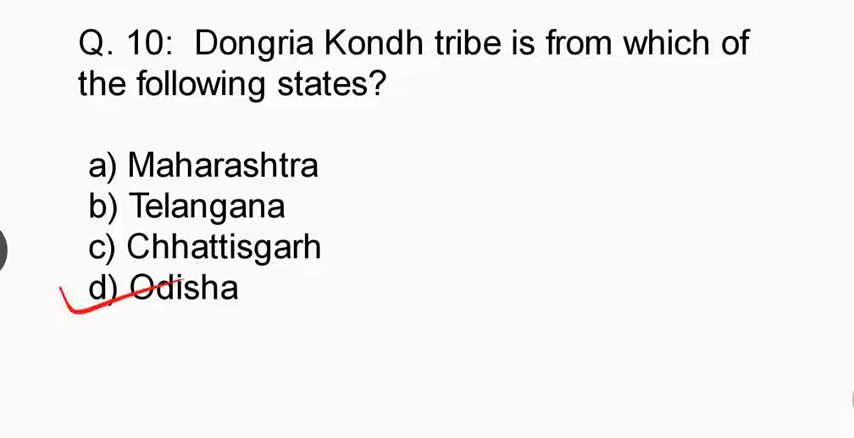 Q. 10: Dongria Kondh tribe is from which of
the following states?
a) Maharashtra
b) Telangana
c) Chhattisgarh
d) Odisha